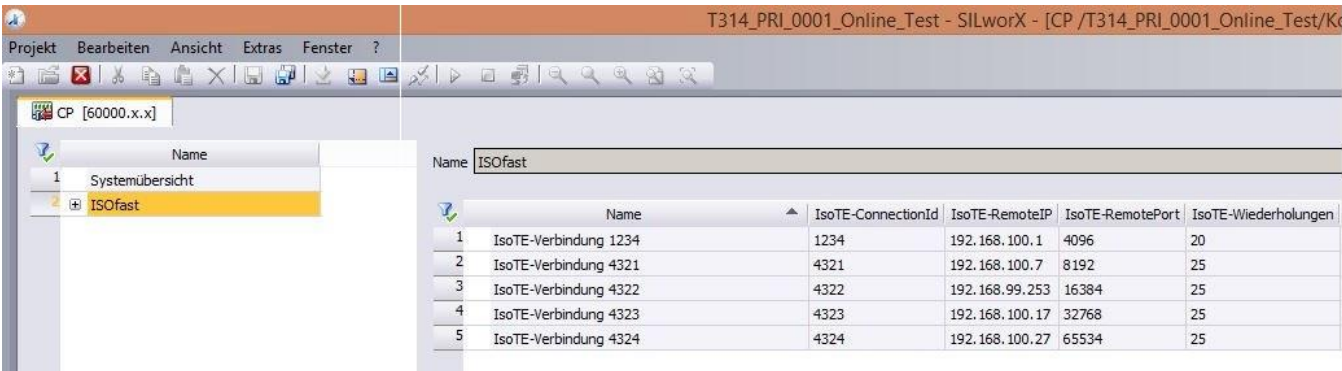 T314_PRI_0001_Online_Test - SILworX - [CP /T314_PRI_0001_Online_Test/
Projekt Bearbeiten Ansicht Extras Fenster ?
CP [60000.x.x]
Name
1 Systemübersicht
2 ISOfast
Name ISOfast
Name IsoTE-ConnectionId IsoTE-RemoteIP IsoTE-RemotePort IsoTE-Wiederholungen
1 IsoTE-Verbindung 1234 1234 192.168.100.1 4096 20
2 IsoTE-Verbindung 4321 4321 192.168.100.7 8192 25
3 IsoTE-Verbindung 4322 4322 192.168.99.253 16384 25
4 IsoTE-Verbindung 4323 4323 192.168.100.17 32768 25
5 IsoTE-Verbindung 4324 4324 192.168.100.27 65534 25